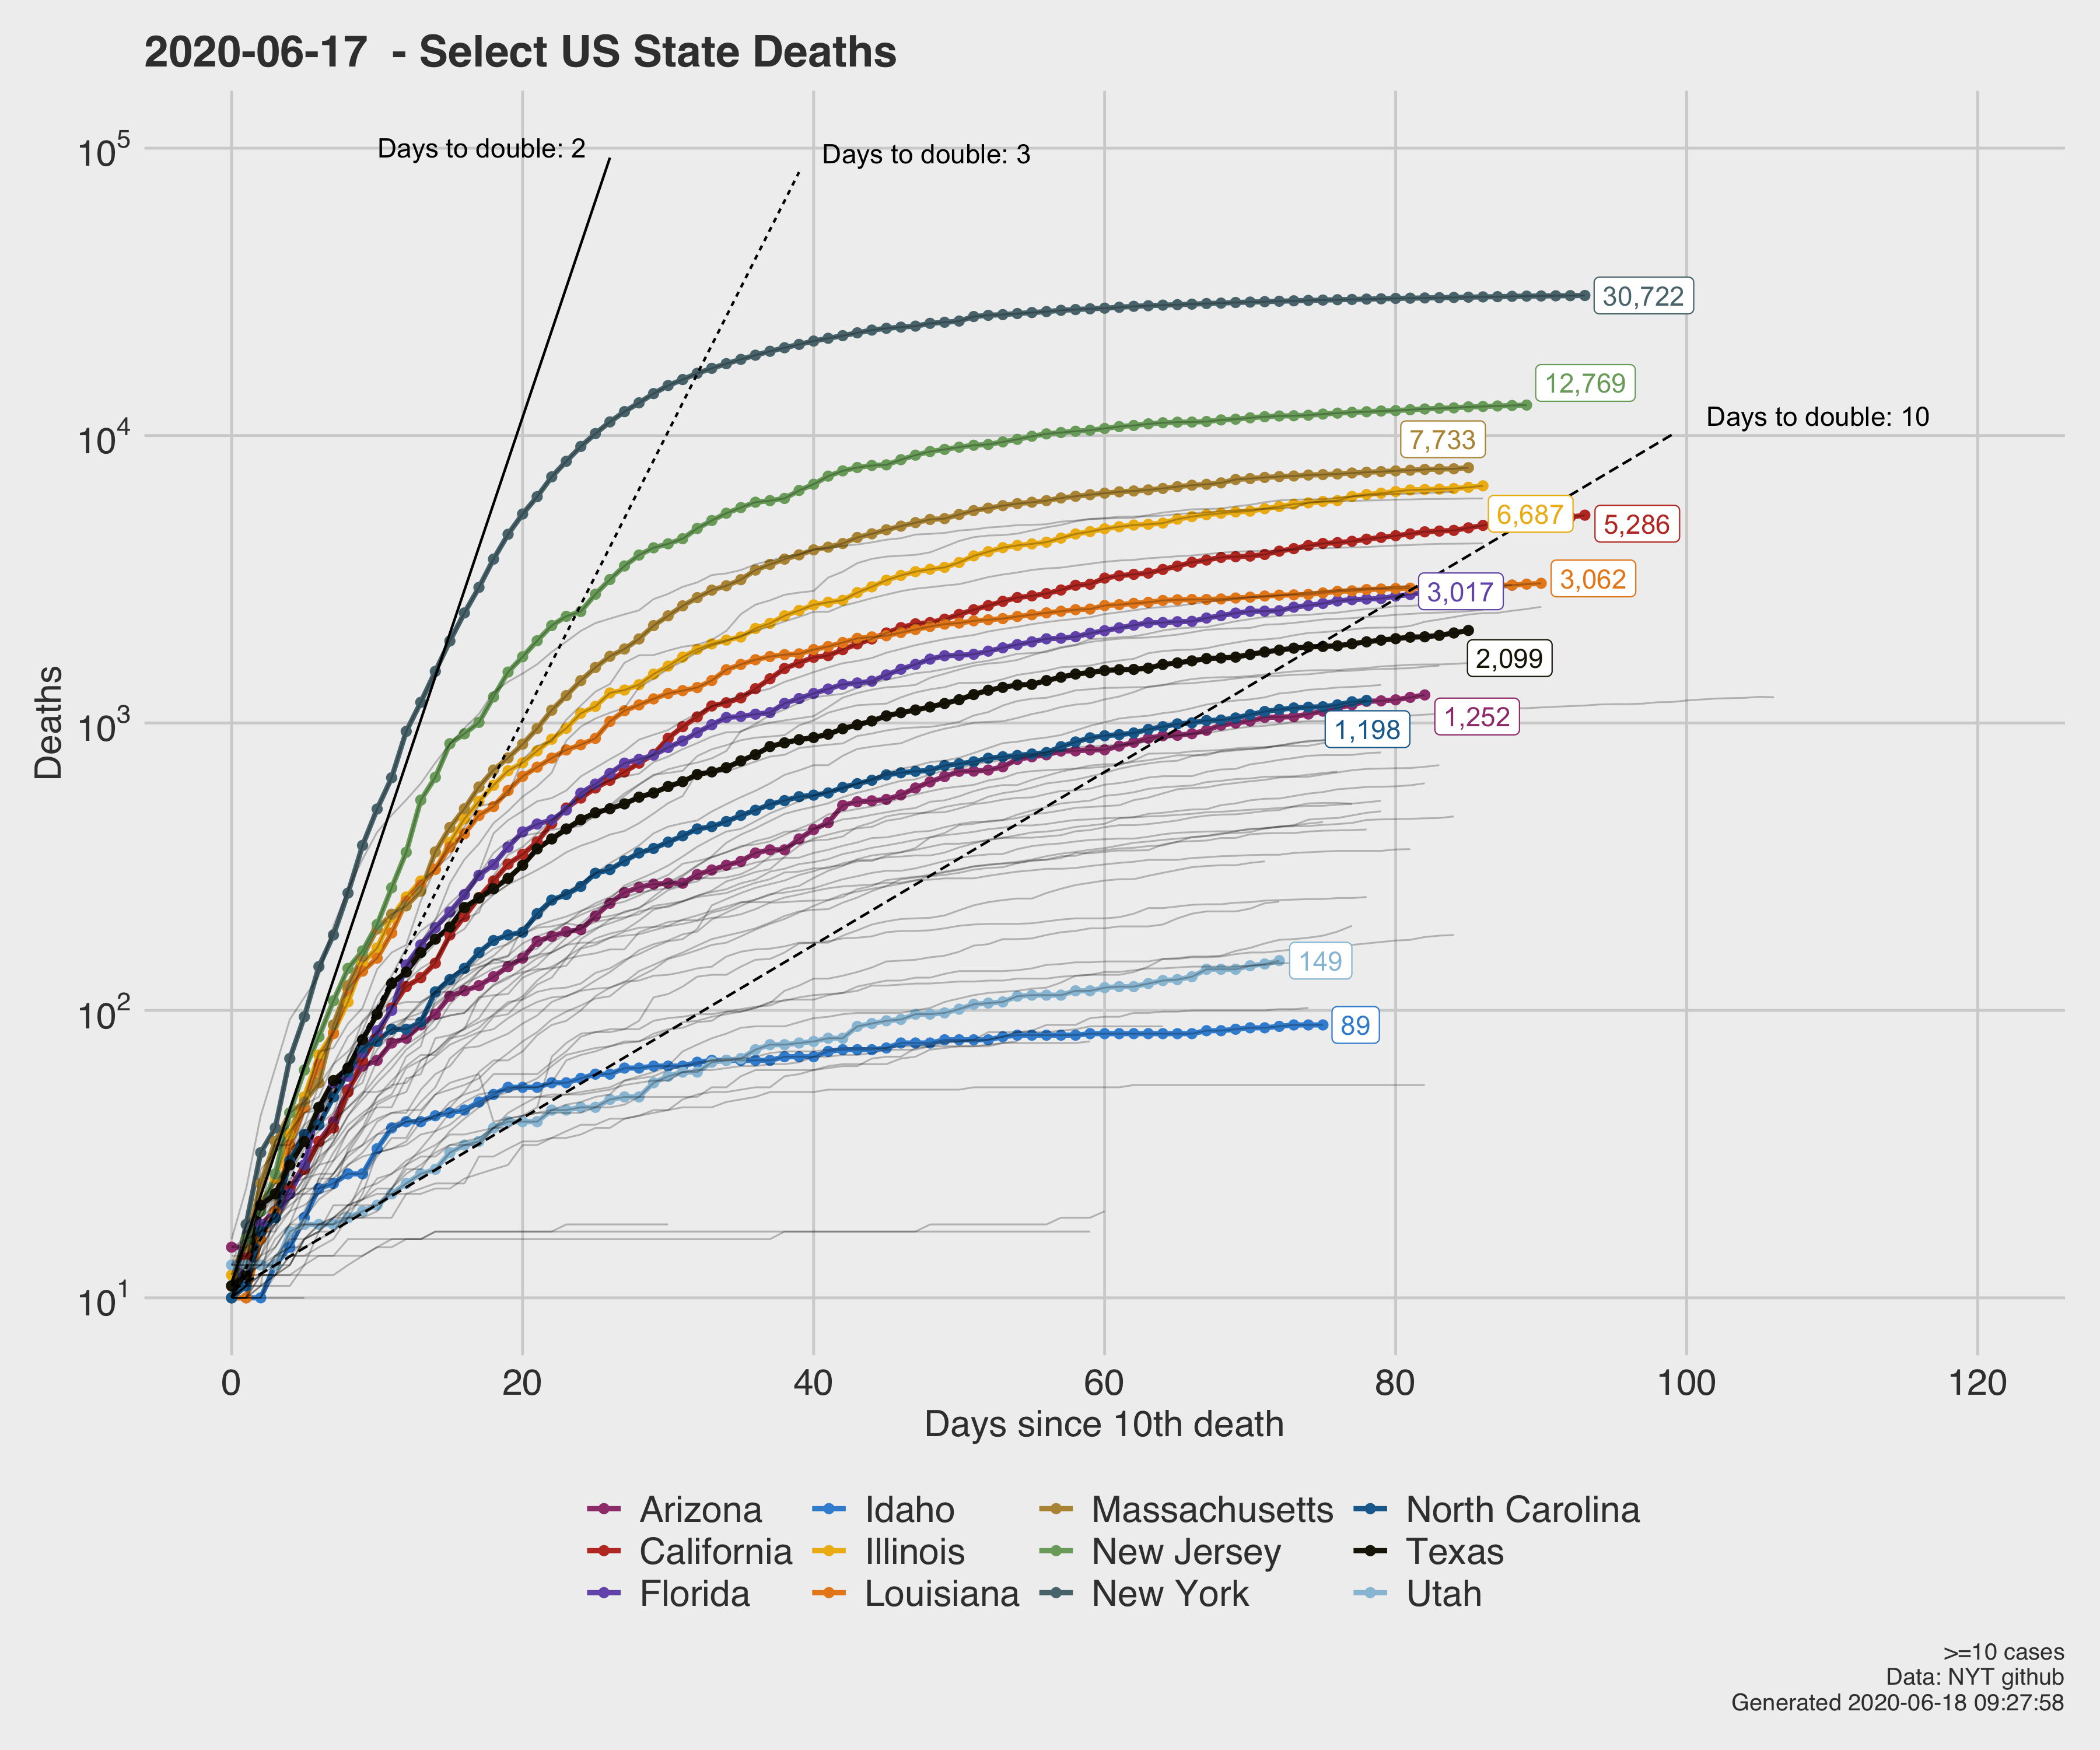 2020-06-17  - Select US State Deaths
Days to double: 2
Days to double: 3
Days to double: 10
10^5
10^4
10^3
10^2
10^1
Deaths
30,722
12,769
7,733
6,687
5,286
3,062
3,017
2,099
1,252
1,198
149
89
0 20 40 60 80 100 120
Days since 10th death
Arizona Idaho Massachusetts North Carolina
California Illinois New Jersey Texas
Florida Louisiana New York Utah
>=10 cases
Data: NYT github
Generated 2020-06-18 09:27:58